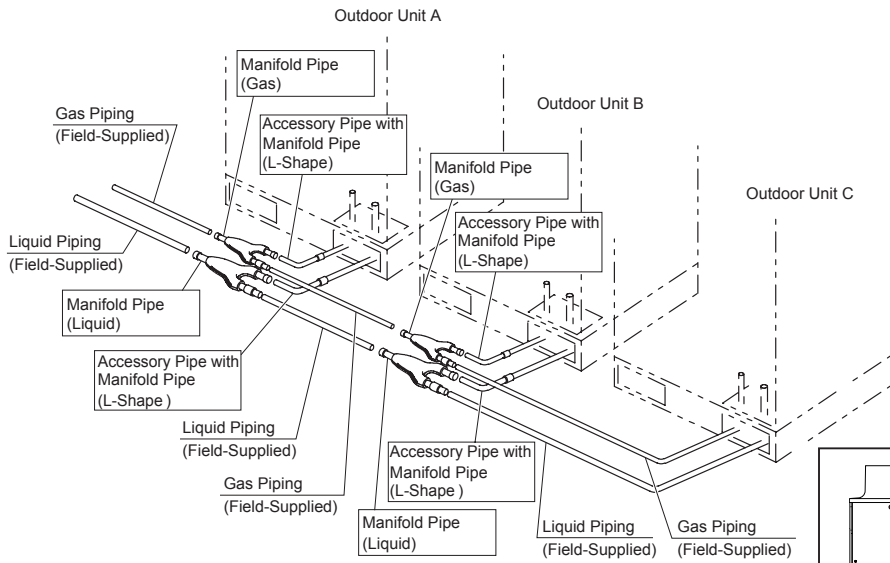 Outdoor Unit A
Manifold Pipe
(Gas)
Gas Piping
(Field-Supplied)
Accessory Pipe with
Manifold Pipe
(L-Shape)
Outdoor Unit B
Manifold Pipe
(Gas)
Outdoor Unit C
Accessory Pipe with
Manifold Pipe
(L-Shape)
Liquid Piping
(Field-Supplied)
Manifold Pipe
(Liquid)
Accessory Pipe with
Manifold Pipe
(L-Shape )
Liquid Piping
(Field-Supplied)
Gas Piping
(Field-Supplied)
Accessory Pipe with
Manifold Pipe
(L-Shape )
Manifold Pipe
(Liquid)
Liquid Piping
(Field-Supplied)
Gas Piping
(Field-Supplied)